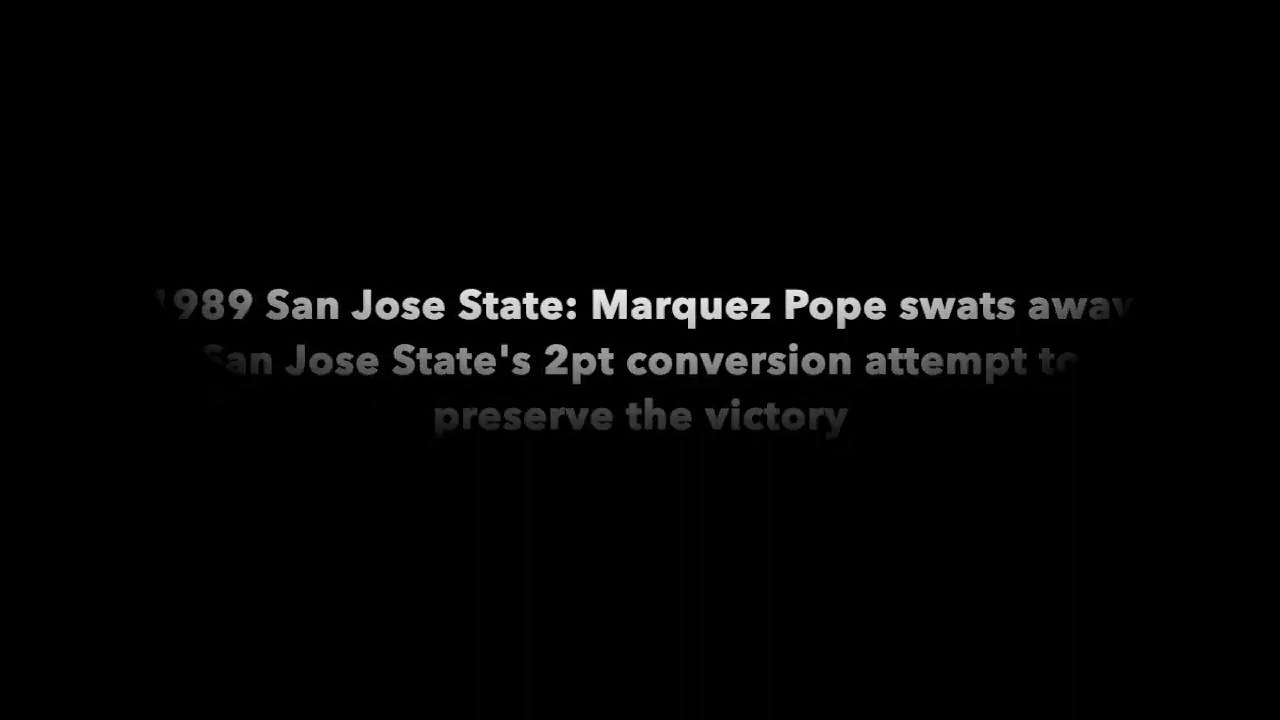 1989 San Jose State: Marquez Pope swats away
San Jose State's 2pt conversion attempt to
preserve the victory